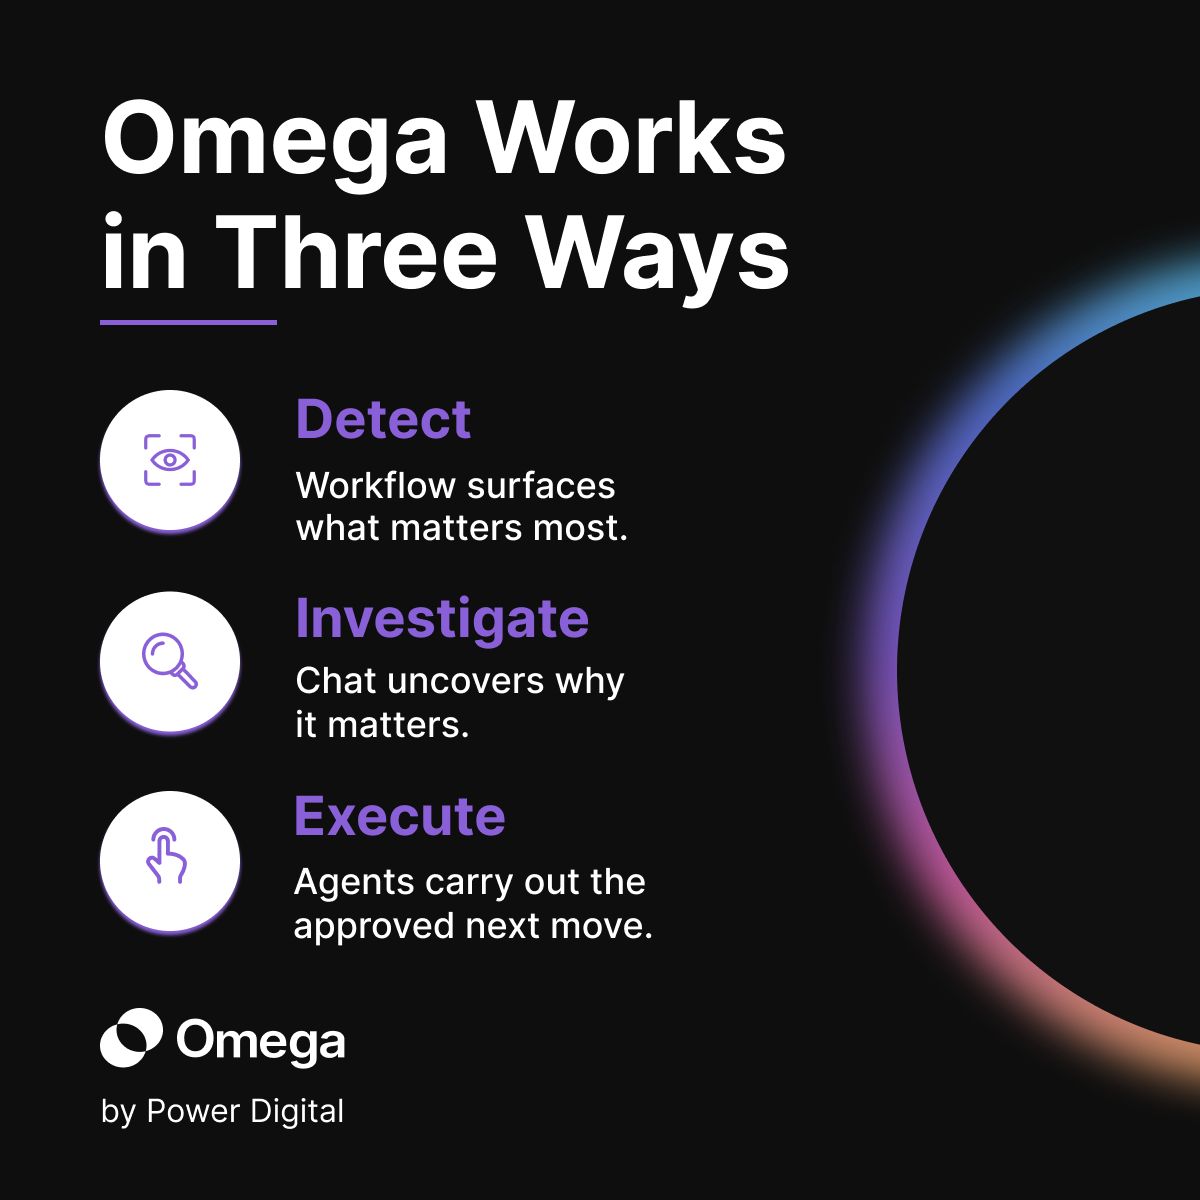 Omega Works
in Three Ways
Detect
Workflow surfaces
what matters most.
Investigate
Chat uncovers why
it matters.
Execute
Agents carry out the
approved next move.
Omega
by Power Digital